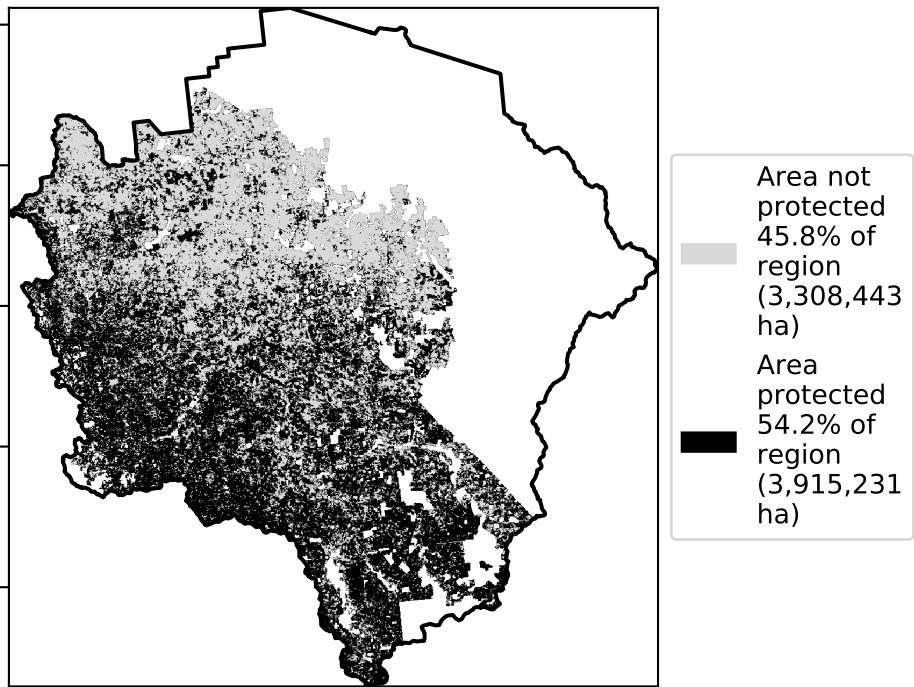 Area not
protected
45.8% of
region
(3,308,443
ha)
Area
protected
54.2% of
region
(3,915,231
ha)